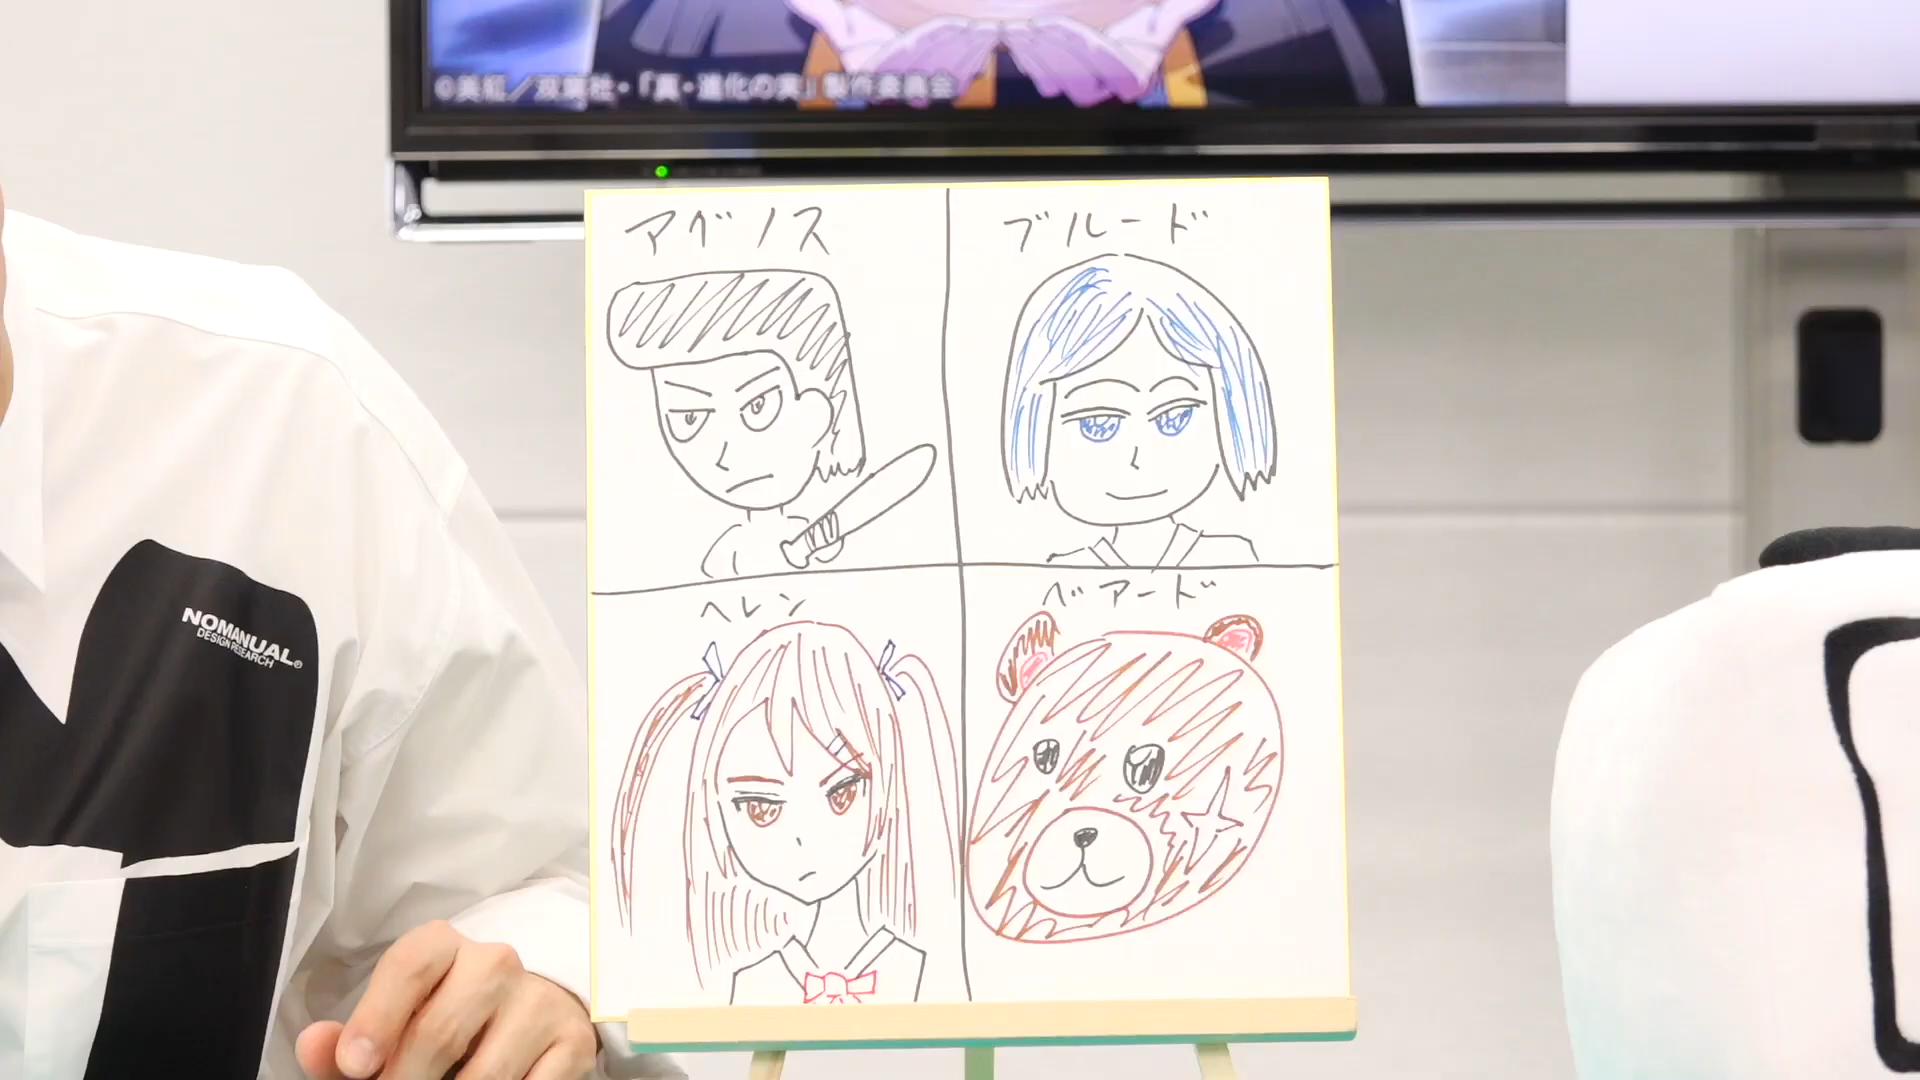 ©美紅／双葉社・「真・進化の実」製作委員会
アグノス
ブルード
ヘレン
ベアード
NOMANUAL®
DESIGN RESEARCH